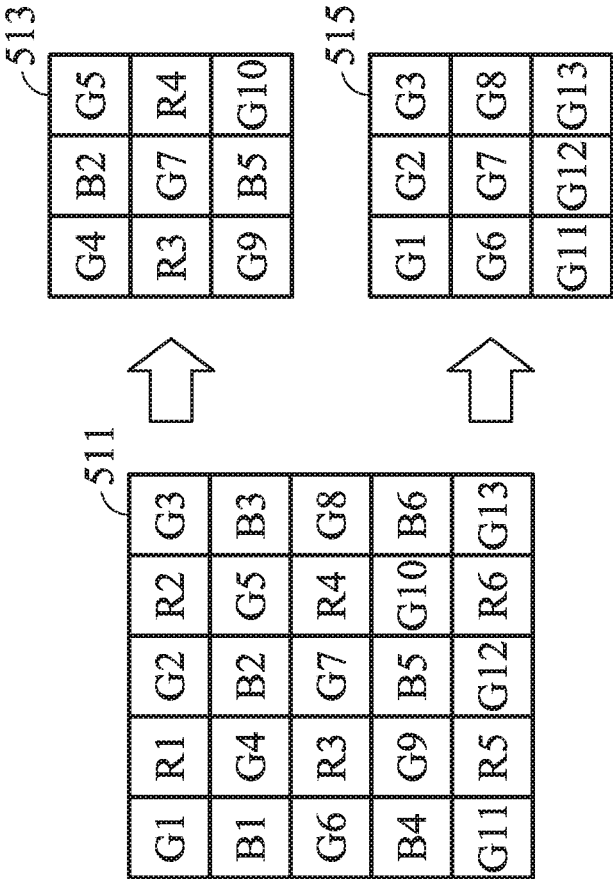 511
G1 R1 G2 R2 G3
B1 G4 B2 G5 B3
G6 R3 G7 R4 G8
B4 G9 B5 G10 B6
G11 R5 G12 R6 G13
513
G4 B2 G5
R3 G7 R4
G9 B5 G10
515
G1 G2 G3
G6 G7 G8
G11 G12 G13